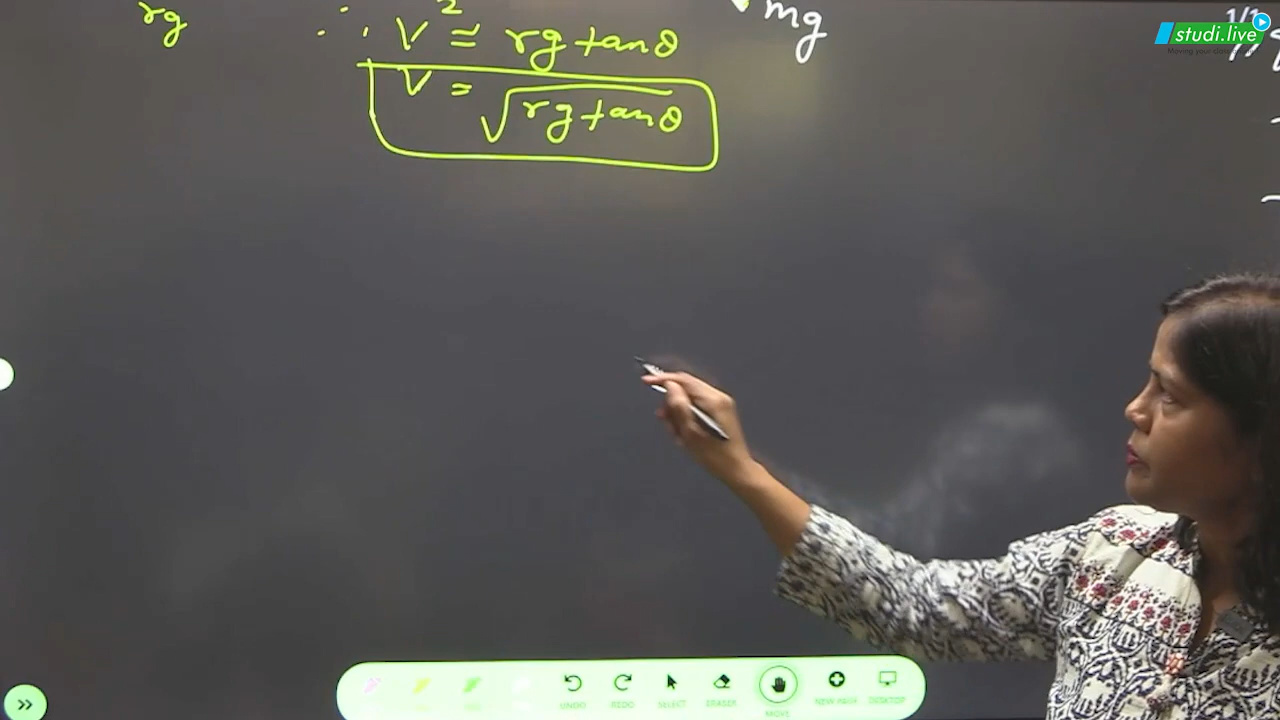 rg
∴ V² = rg tanθ
mg
V = √rg tanθ
studi.live
UNDO REDO SELECT ERASER MOVE NEW PAGE DESKTOP